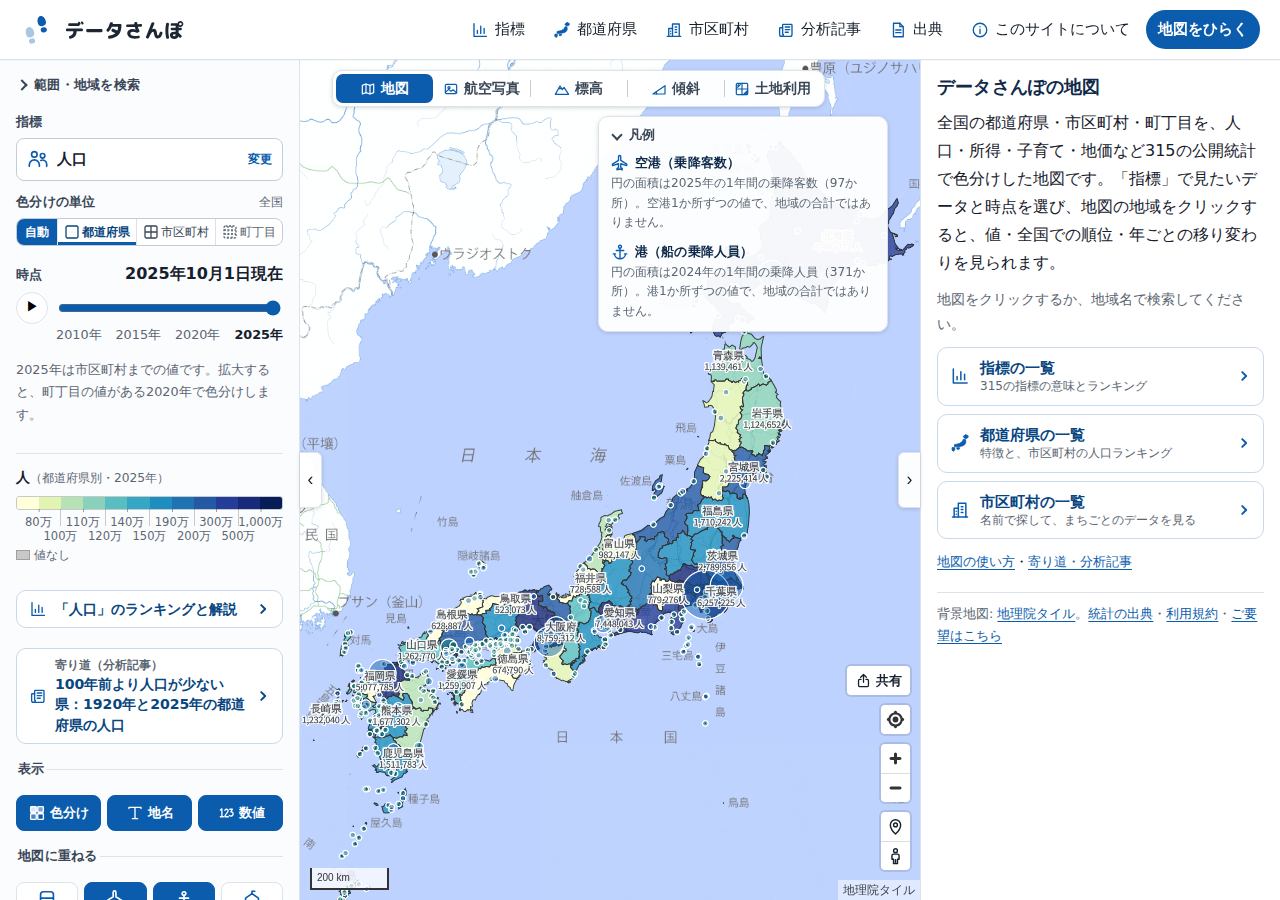 データさんぽ
指標
都道府県
市区町村
分析記事
出典
このサイトについて
地図をひらく
範囲・地域を検索
指標
人口
変更
色分けの単位
全国
自動
都道府県
市区町村
町丁目
時点
2025年10月1日現在
2010年
2015年
2020年
2025年
2025年は市区町村までの値です。拡大する
と、町丁目の値がある2020年で色分けしま
す。
人（都道府県別・2025年）
80万
110万
140万
190万
300万
1,000万
100万
120万
150万
200万
500万
値なし
「人口」のランキングと解説
寄り道（分析記事）
100年前より人口が少ない
県：1920年と2025年の都道
府県の人口
表示
色分け
地名
123 数値
地図に重ねる
地図
航空写真
標高
傾斜
土地利用
豊原（ユジノサハ
凡例
空港（乗降客数）
円の面積は2025年の1年間の乗降客数（97か
所）。空港1か所ずつの値で、地域の合計ではあ
りません。
港（船の乗降人員）
円の面積は2024年の1年間の乗降人員（371か
所）。港1か所ずつの値で、地域の合計ではあり
ません。
国
ウラジオストク
青森県
1,139,461人
岩手県
1,124,652人
飛島
（平壌）
日本海
粟島
宮城県
2,225,414人
台
佐渡島
舳倉島
福島県
1,710,242人
竹島
民国
富山県
982,147人
隠岐諸島
茨城県
2,789,856人
福井県
728,588人
山梨県
779,276人
千葉県
6,257,225人
鳥取県
523,073人
プサン（釜山）
島根県
628,887人
愛知県
7,448,043人
見島
大阪府
8,759,312人
大島
対馬
山口県
1,262,770人
徳島県
674,790人
三宅島
伊豆諸島
福岡県
5,077,785人
愛媛県
1,259,907人
八丈島
長崎県
1,232,040人
熊本県
1,677,302人
日本国
鹿児島県
1,511,783人
種子島
鳥島
屋久島
南
共有
200 km
地理院タイル
データさんぽの地図
全国の都道府県・市区町村・町丁目を、人
口・所得・子育て・地価など315の公開統計
で色分けした地図です。「指標」で見たいデ
ータと時点を選び、地図の地域をクリックす
ると、値・全国での順位・年ごとの移り変わ
りを見られます。
地図をクリックするか、地域名で検索してくださ
い。
指標の一覧
315の指標の意味とランキング
都道府県の一覧
特徴と、市区町村の人口ランキング
市区町村の一覧
名前で探して、まちごとのデータを見る
地図の使い方・寄り道・分析記事
背景地図: 地理院タイル。統計の出典・利用規約・ご要
望はこちら